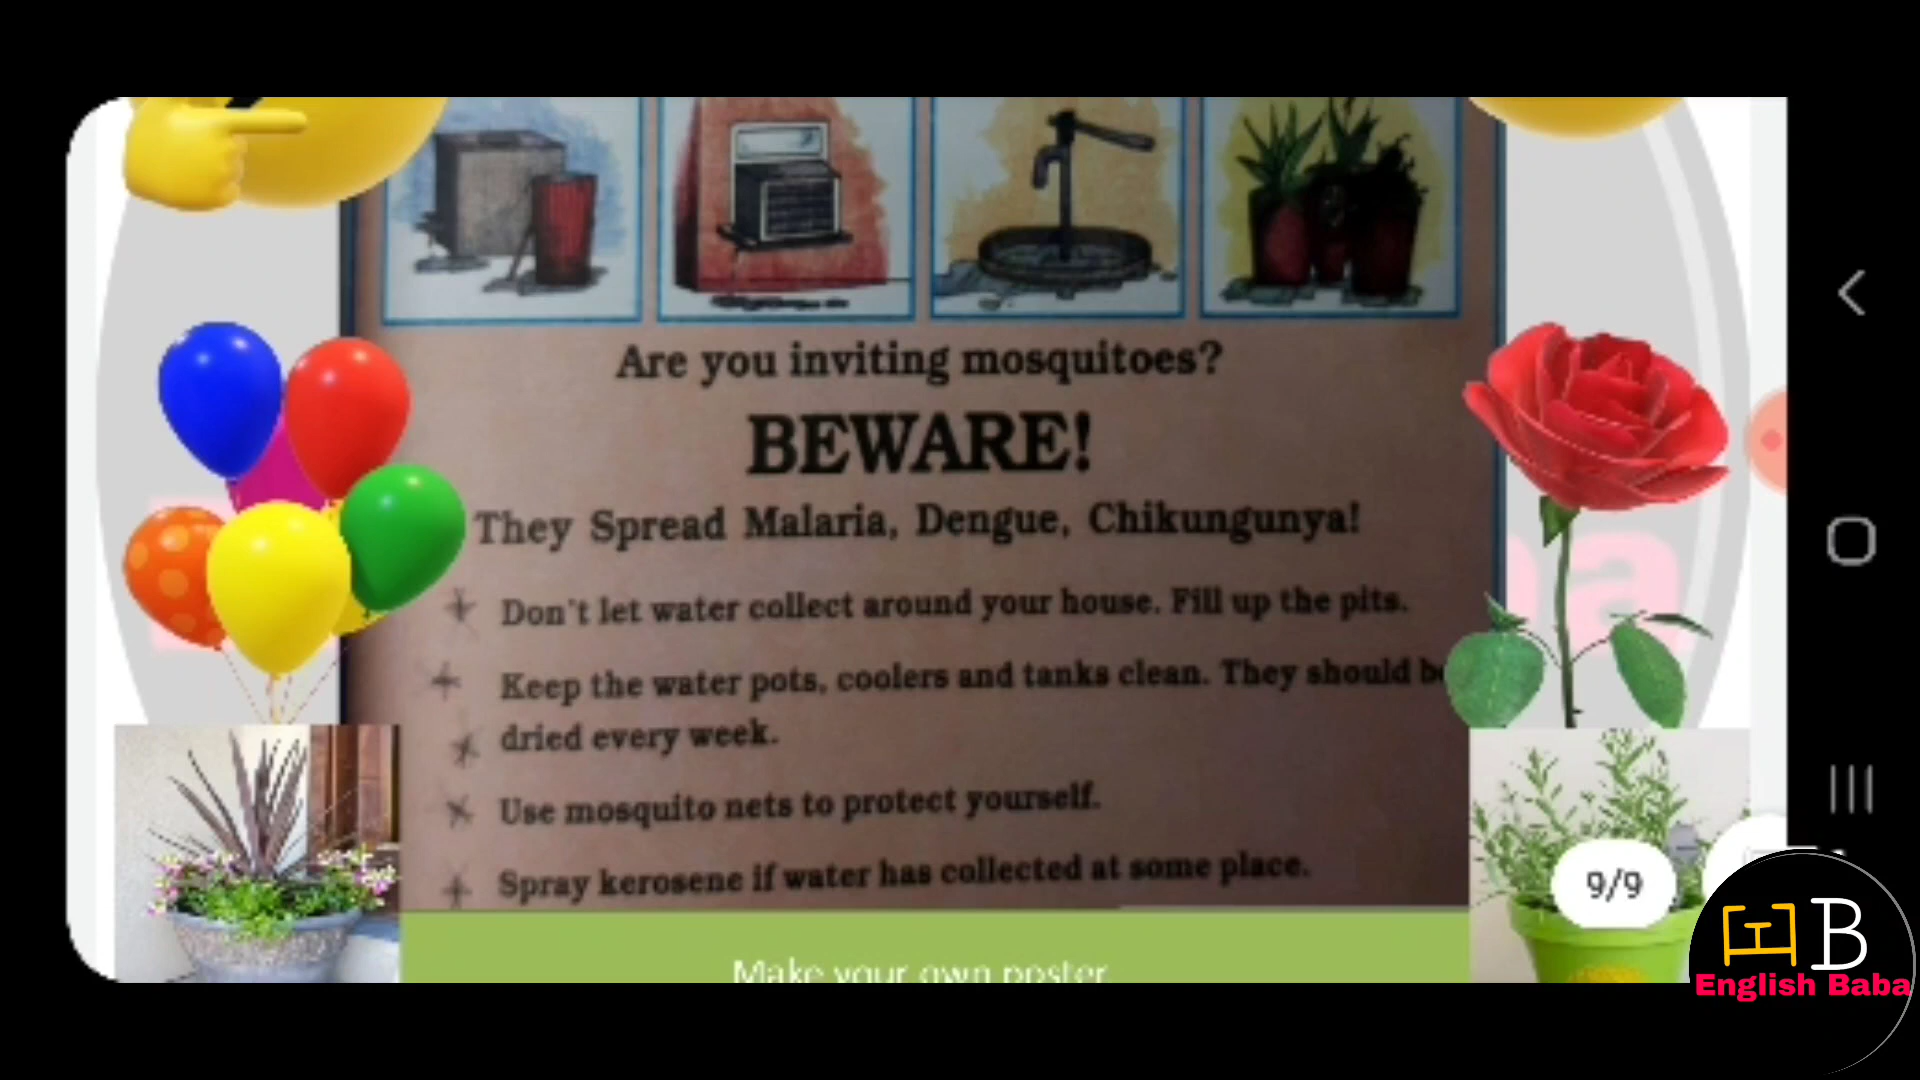 Are you inviting mosquitoes?
BEWARE!
They Spread Malaria, Dengue, Chikungunya!
Don't let water collect around your house. Fill up the pits.
Keep the water pots, coolers and tanks clean. They should be
dried every week.
Use mosquito nets to protect yourself.
Spray kerosene if water has collected at some place.
Make your own poster
9/9
EB
English Baba